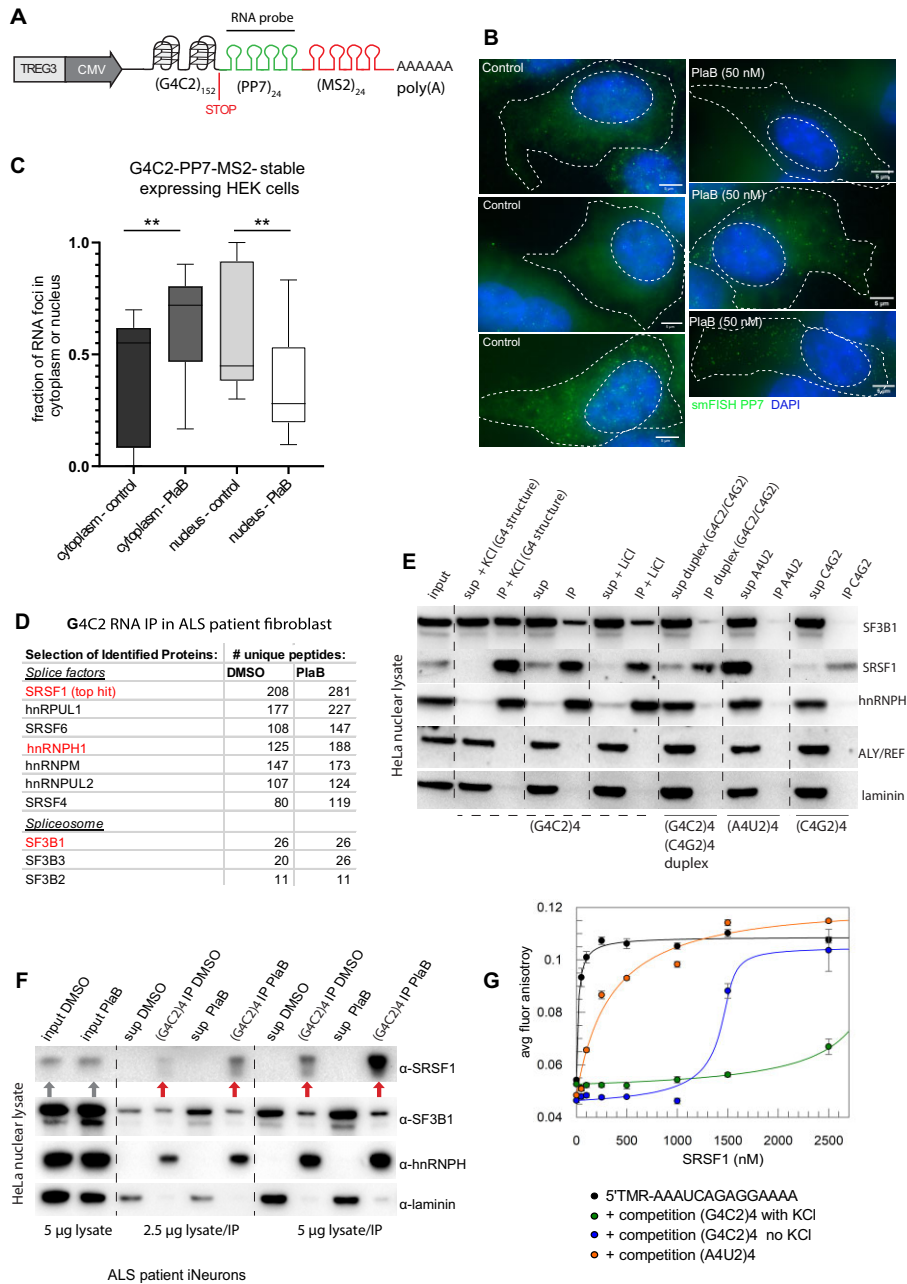 A
RNA probe
TREG3 CMV
(G4C2)152 (PP7)24 (MS2)24
AAAAAA
poly(A)
STOP
B
Control
PlaB (50 nM)
5 μm
5 μm
Control
PlaB (50 nM)
5 μm
5 μm
Control
PlaB (50 nM)
5 μm
5 μm
smFISH PP7 DAPI
C
G4C2-PP7-MS2- stable
expressing HEK cells
** **
fraction of RNA foci in
cytoplasm or nucleus
1.0
0.5
0.0
cytoplasm - control
cytoplasm - PlaB
nucleus - control
nucleus - PlaB
D
G4C2 RNA IP in ALS patient fibroblast
Selection of Identified Proteins: # unique peptides:
Splice factors DMSO PlaB
SRSF1 (top hit) 208 281
hnRPUL1 177 227
SRSF6 108 147
hnRNPH1 125 188
hnRNPM 147 173
hnRNPUL2 107 124
SRSF4 80 119
Spliceosome
SF3B1 26 26
SF3B3 20 26
SF3B2 11 11
E
input
sup + KCl (G4 structure)
IP + KCl (G4 structure)
sup
IP
sup + LiCl
IP + LiCl
sup duplex (G4C2/C4G2)
IP duplex (G4C2/C4G2)
sup A4U2
IP A4U2
sup C4G2
IP C4G2
HeLa nuclear lysate
SF3B1
SRSF1
hnRNPH
ALY/REF
laminin
(G4C2)4
(G4C2)4
(C4G2)4
duplex
(A4U2)4
(C4G2)4
F
input DMSO
input PlaB
sup DMSO
(G4C2)4 IP DMSO
sup PlaB
(G4C2)4 IP PlaB
sup DMSO
(G4C2)4 IP DMSO
sup PlaB
(G4C2)4 IP PlaB
HeLa nuclear lysate
α-SRSF1
α-SF3B1
α-hnRNPH
α-laminin
5 μg lysate
2.5 μg lysate/IP
5 μg lysate/IP
ALS patient iNeurons
G
avg fluor anisotroy
0.12
0.1
0.08
0.06
0.04
0 500 1000 1500 2000 2500
SRSF1 (nM)
5'TMR-AAAUCAGAGGAAAA
+ competition (G4C2)4 with KCl
+ competition (G4C2)4 no KCl
+ competition (A4U2)4